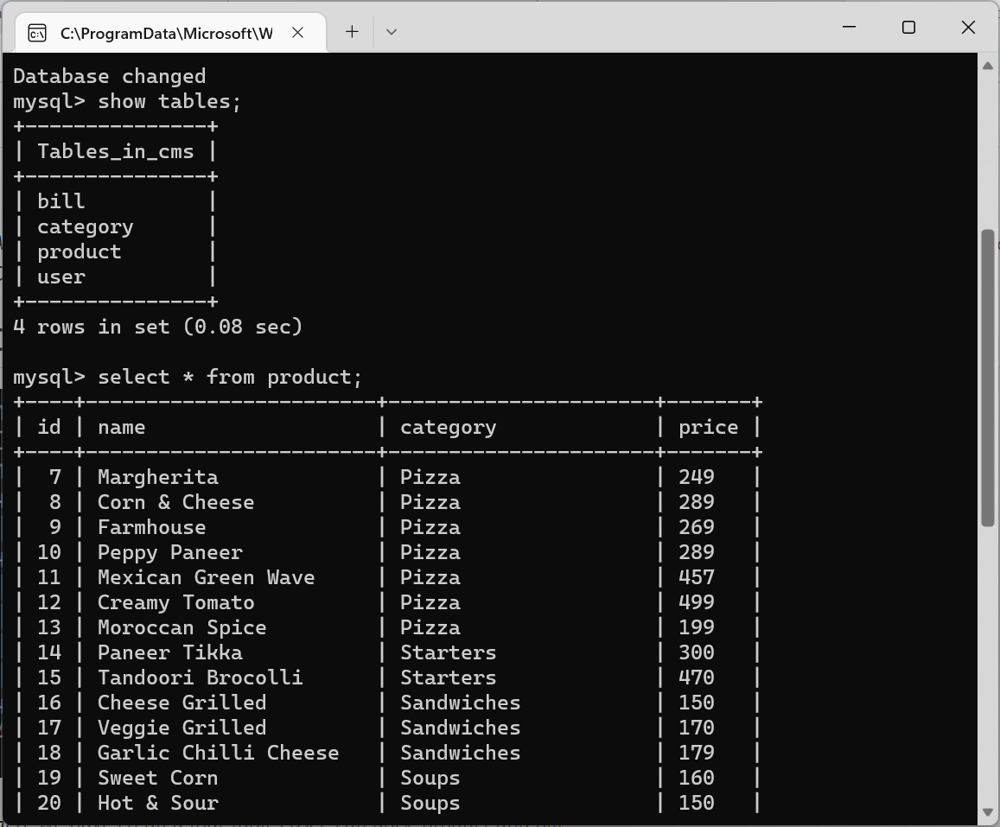 C:\ProgramData\Microsoft\W
Database changed
mysql> show tables;
+---------------+
| Tables_in_cms |
+---------------+
| bill          |
| category      |
| product       |
| user          |
+---------------+
4 rows in set (0.08 sec)
mysql> select * from product;
+----+------------------------+----------------------+-------+
| id | name                   | category             | price |
+----+------------------------+----------------------+-------+
|  7 | Margherita             | Pizza                | 249   |
|  8 | Corn & Cheese          | Pizza                | 289   |
|  9 | Farmhouse              | Pizza                | 269   |
| 10 | Peppy Paneer           | Pizza                | 289   |
| 11 | Mexican Green Wave     | Pizza                | 457   |
| 12 | Creamy Tomato          | Pizza                | 499   |
| 13 | Moroccan Spice         | Pizza                | 199   |
| 14 | Paneer Tikka           | Starters             | 300   |
| 15 | Tandoori Brocolli      | Starters             | 470   |
| 16 | Cheese Grilled         | Sandwiches           | 150   |
| 17 | Veggie Grilled         | Sandwiches           | 170   |
| 18 | Garlic Chilli Cheese   | Sandwiches           | 179   |
| 19 | Sweet Corn             | Soups                | 160   |
| 20 | Hot & Sour             | Soups                | 150   |